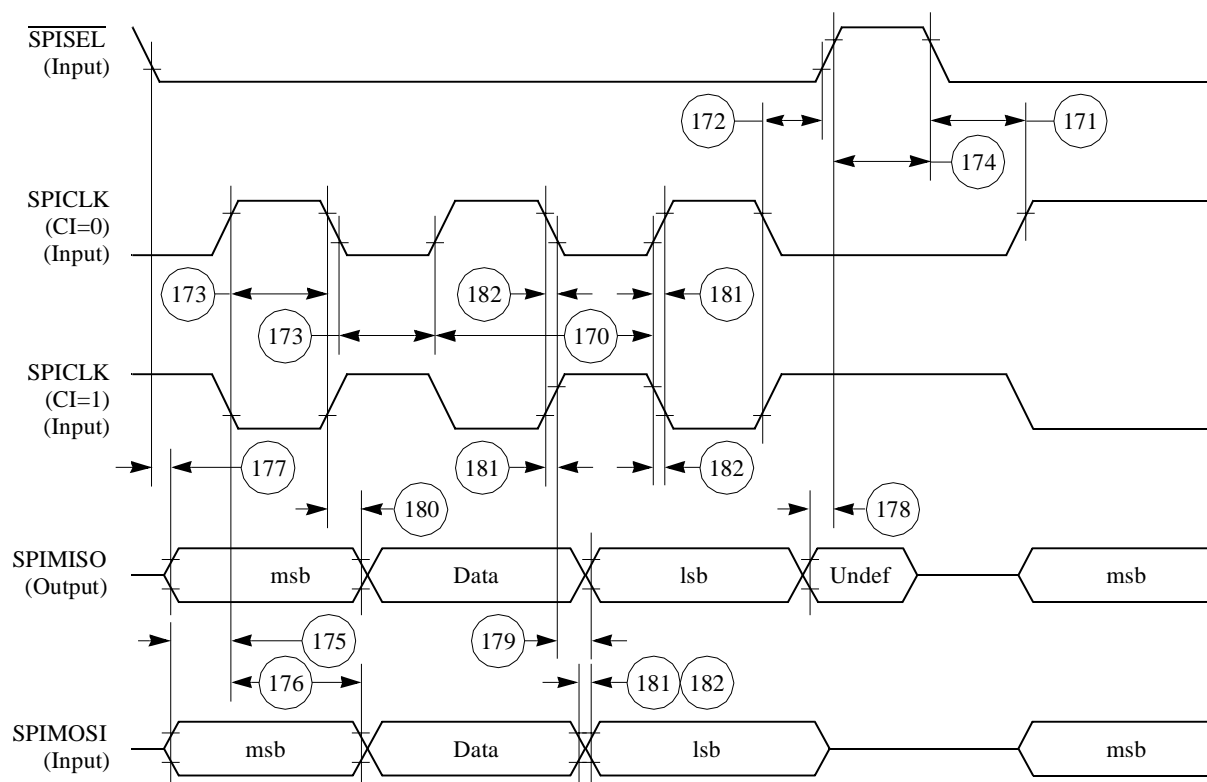 SPISEL
(Input)
172
171
174
SPICLK
(CI=0)
(Input)
173
182
181
173
170
SPICLK
(CI=1)
(Input)
177
181
182
180
178
SPIMISO
(Output)
msb
Data
lsb
Undef
msb
175
179
176
181
182
SPIMOSI
(Input)
msb
Data
lsb
msb